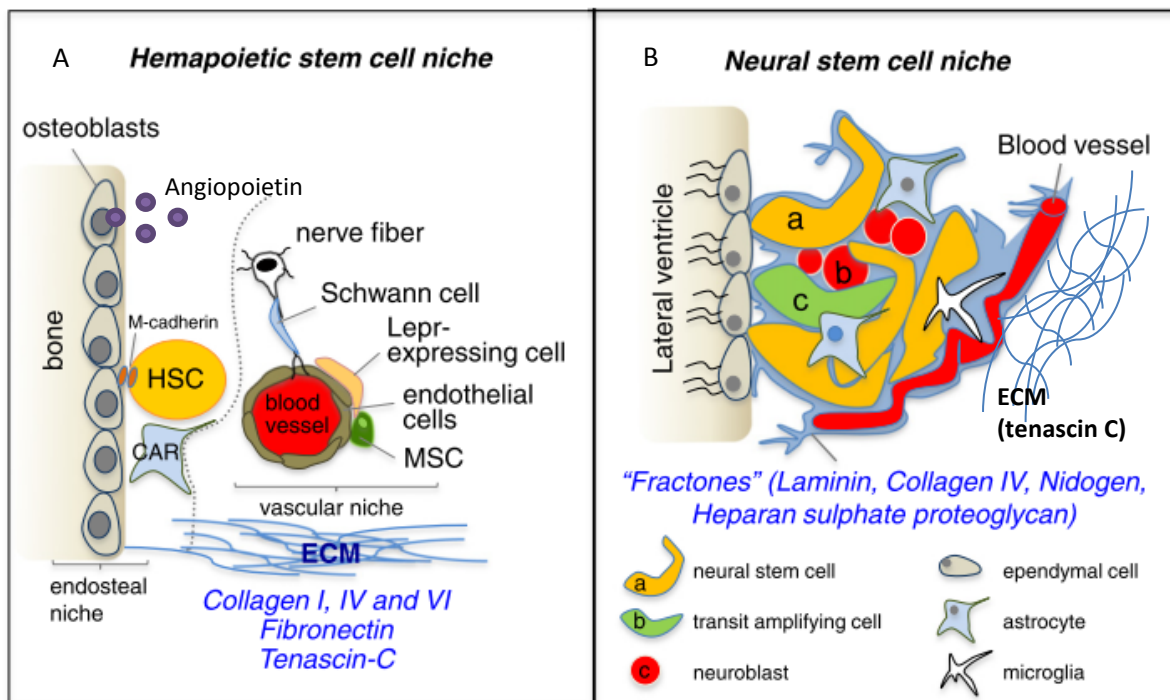 A
Hemapoietic stem cell niche
osteoblasts
Angiopoietin
nerve fiber
Schwann cell
M-cadherin
Lepr-
expressing cell
bone
HSC
blood
vessel
endothelial
cells
CAR
MSC
vascular niche
ECM
endosteal
niche
Collagen I, IV and VI
Fibronectin
Tenascin-C
B
Neural stem cell niche
Blood vessel
Lateral ventricle
a
b
c
ECM
(tenascin C)
“Fractones” (Laminin, Collagen IV, Nidogen,
Heparan sulphate proteoglycan)
a neural stem cell
ependymal cell
b transit amplifying cell
astrocyte
c neuroblast
microglia